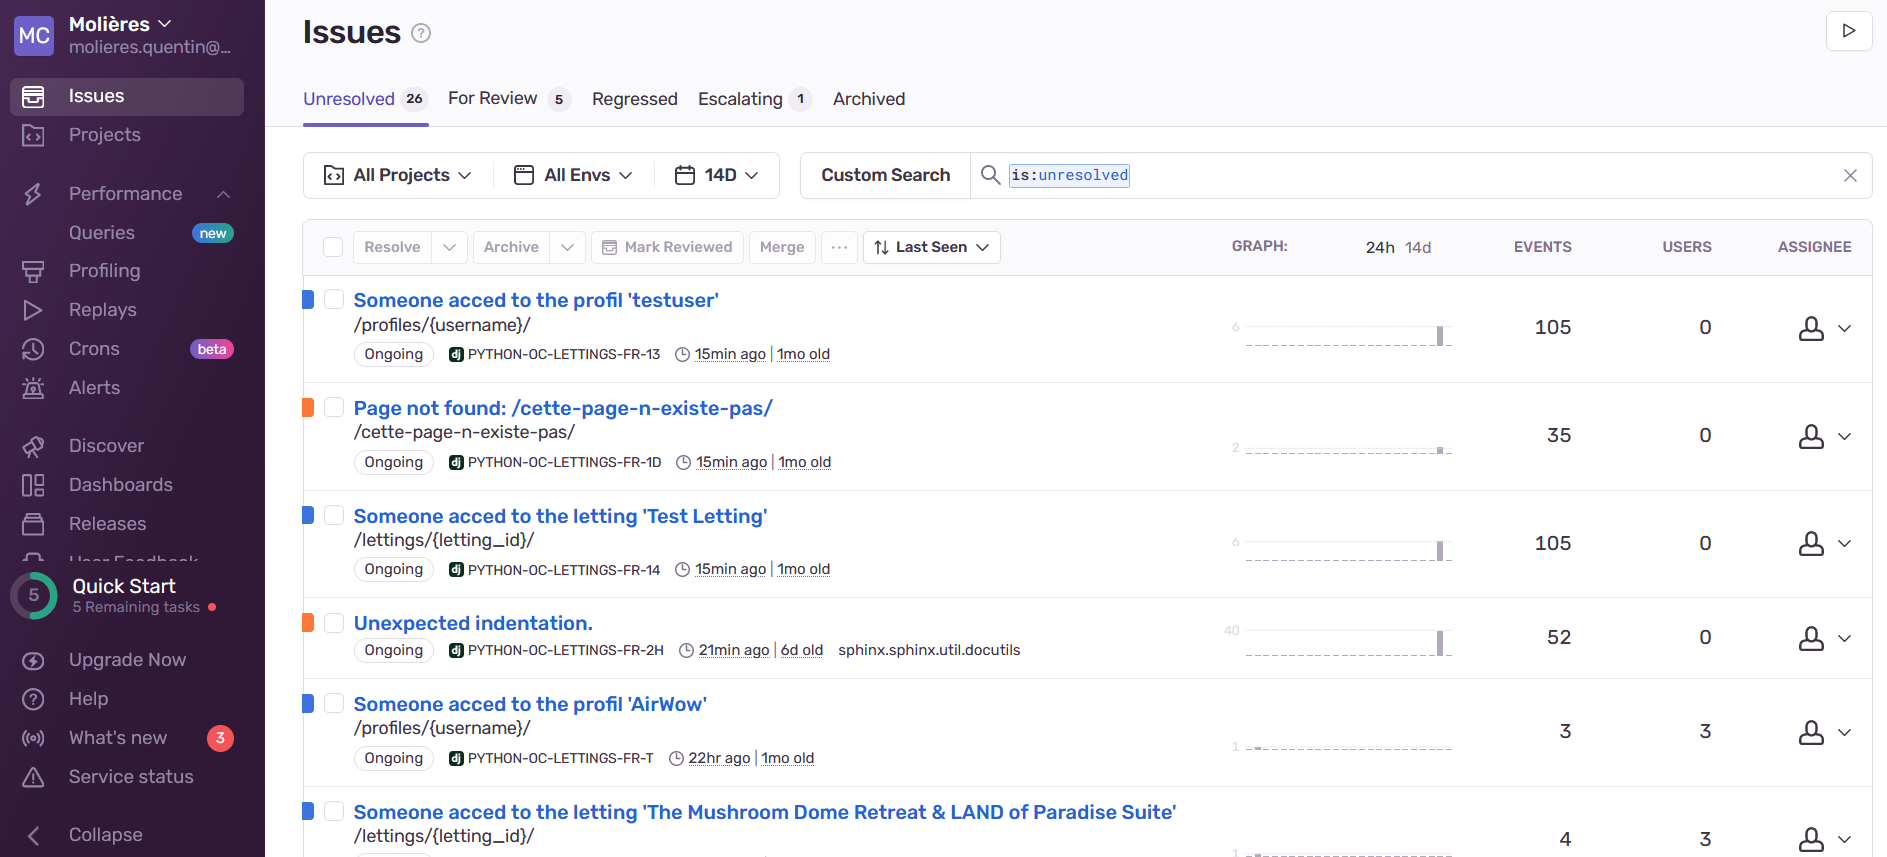 MC
Molières
molieres.quentin@...
Issues
Projects
Performance
Queries new
Profiling
Replays
Crons beta
Alerts
Discover
Dashboards
Releases
User Feedback
5 Quick Start
5 Remaining tasks
Upgrade Now
Help
What's new 3
Service status
Collapse
Issues ?
Unresolved 26 For Review 5 Regressed Escalating 1 Archived
All Projects All Envs 14D Custom Search is:unresolved
Resolve Archive Mark Reviewed Merge ... Last Seen GRAPH: 24h 14d EVENTS USERS ASSIGNEE
Someone acced to the profil 'testuser'
/profiles/{username}/
6 105 0
Ongoing dj PYTHON-OC-LETTINGS-FR-13 15min ago | 1mo old
Page not found: /cette-page-n-existe-pas/
/cette-page-n-existe-pas/
2 35 0
Ongoing dj PYTHON-OC-LETTINGS-FR-1D 15min ago | 1mo old
Someone acced to the letting 'Test Letting'
/lettings/{letting_id}/
6 105 0
Ongoing dj PYTHON-OC-LETTINGS-FR-14 15min ago | 1mo old
Unexpected indentation.
40 52 0
Ongoing dj PYTHON-OC-LETTINGS-FR-2H 21min ago | 6d old sphinx.sphinx.util.docutils
Someone acced to the profil 'AirWow'
/profiles/{username}/
1 3 3
Ongoing dj PYTHON-OC-LETTINGS-FR-T 22hr ago | 1mo old
Someone acced to the letting 'The Mushroom Dome Retreat & LAND of Paradise Suite'
/lettings/{letting_id}/
1 4 3